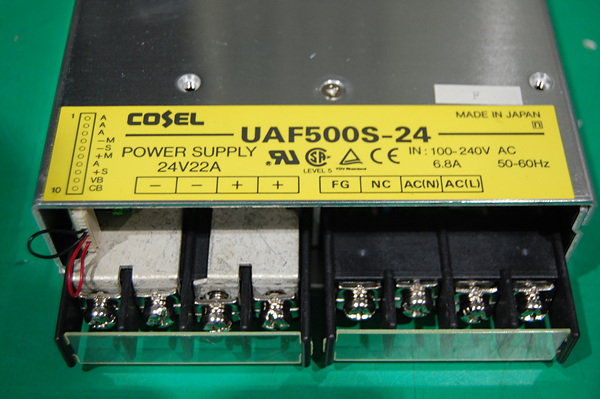 COSEL
UAF500S-24
MADE IN JAPAN
POWER SUPPLY
24V22A
LEVEL 5
IN : 100-240V AC
6.8A 50-60Hz
− − + +
FG NC AC(N) AC(L)
1
A
A
A
−M
−S
+M
A
+S
VB
10 CB